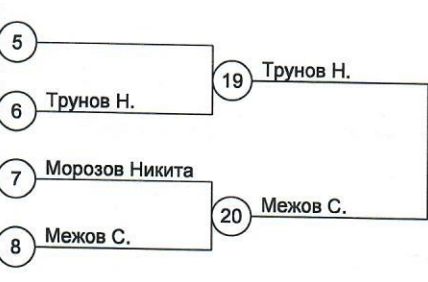 5
19 Трунов Н.
6 Трунов Н.
7 Морозов Никита
20 Межов С.
8 Межов С.